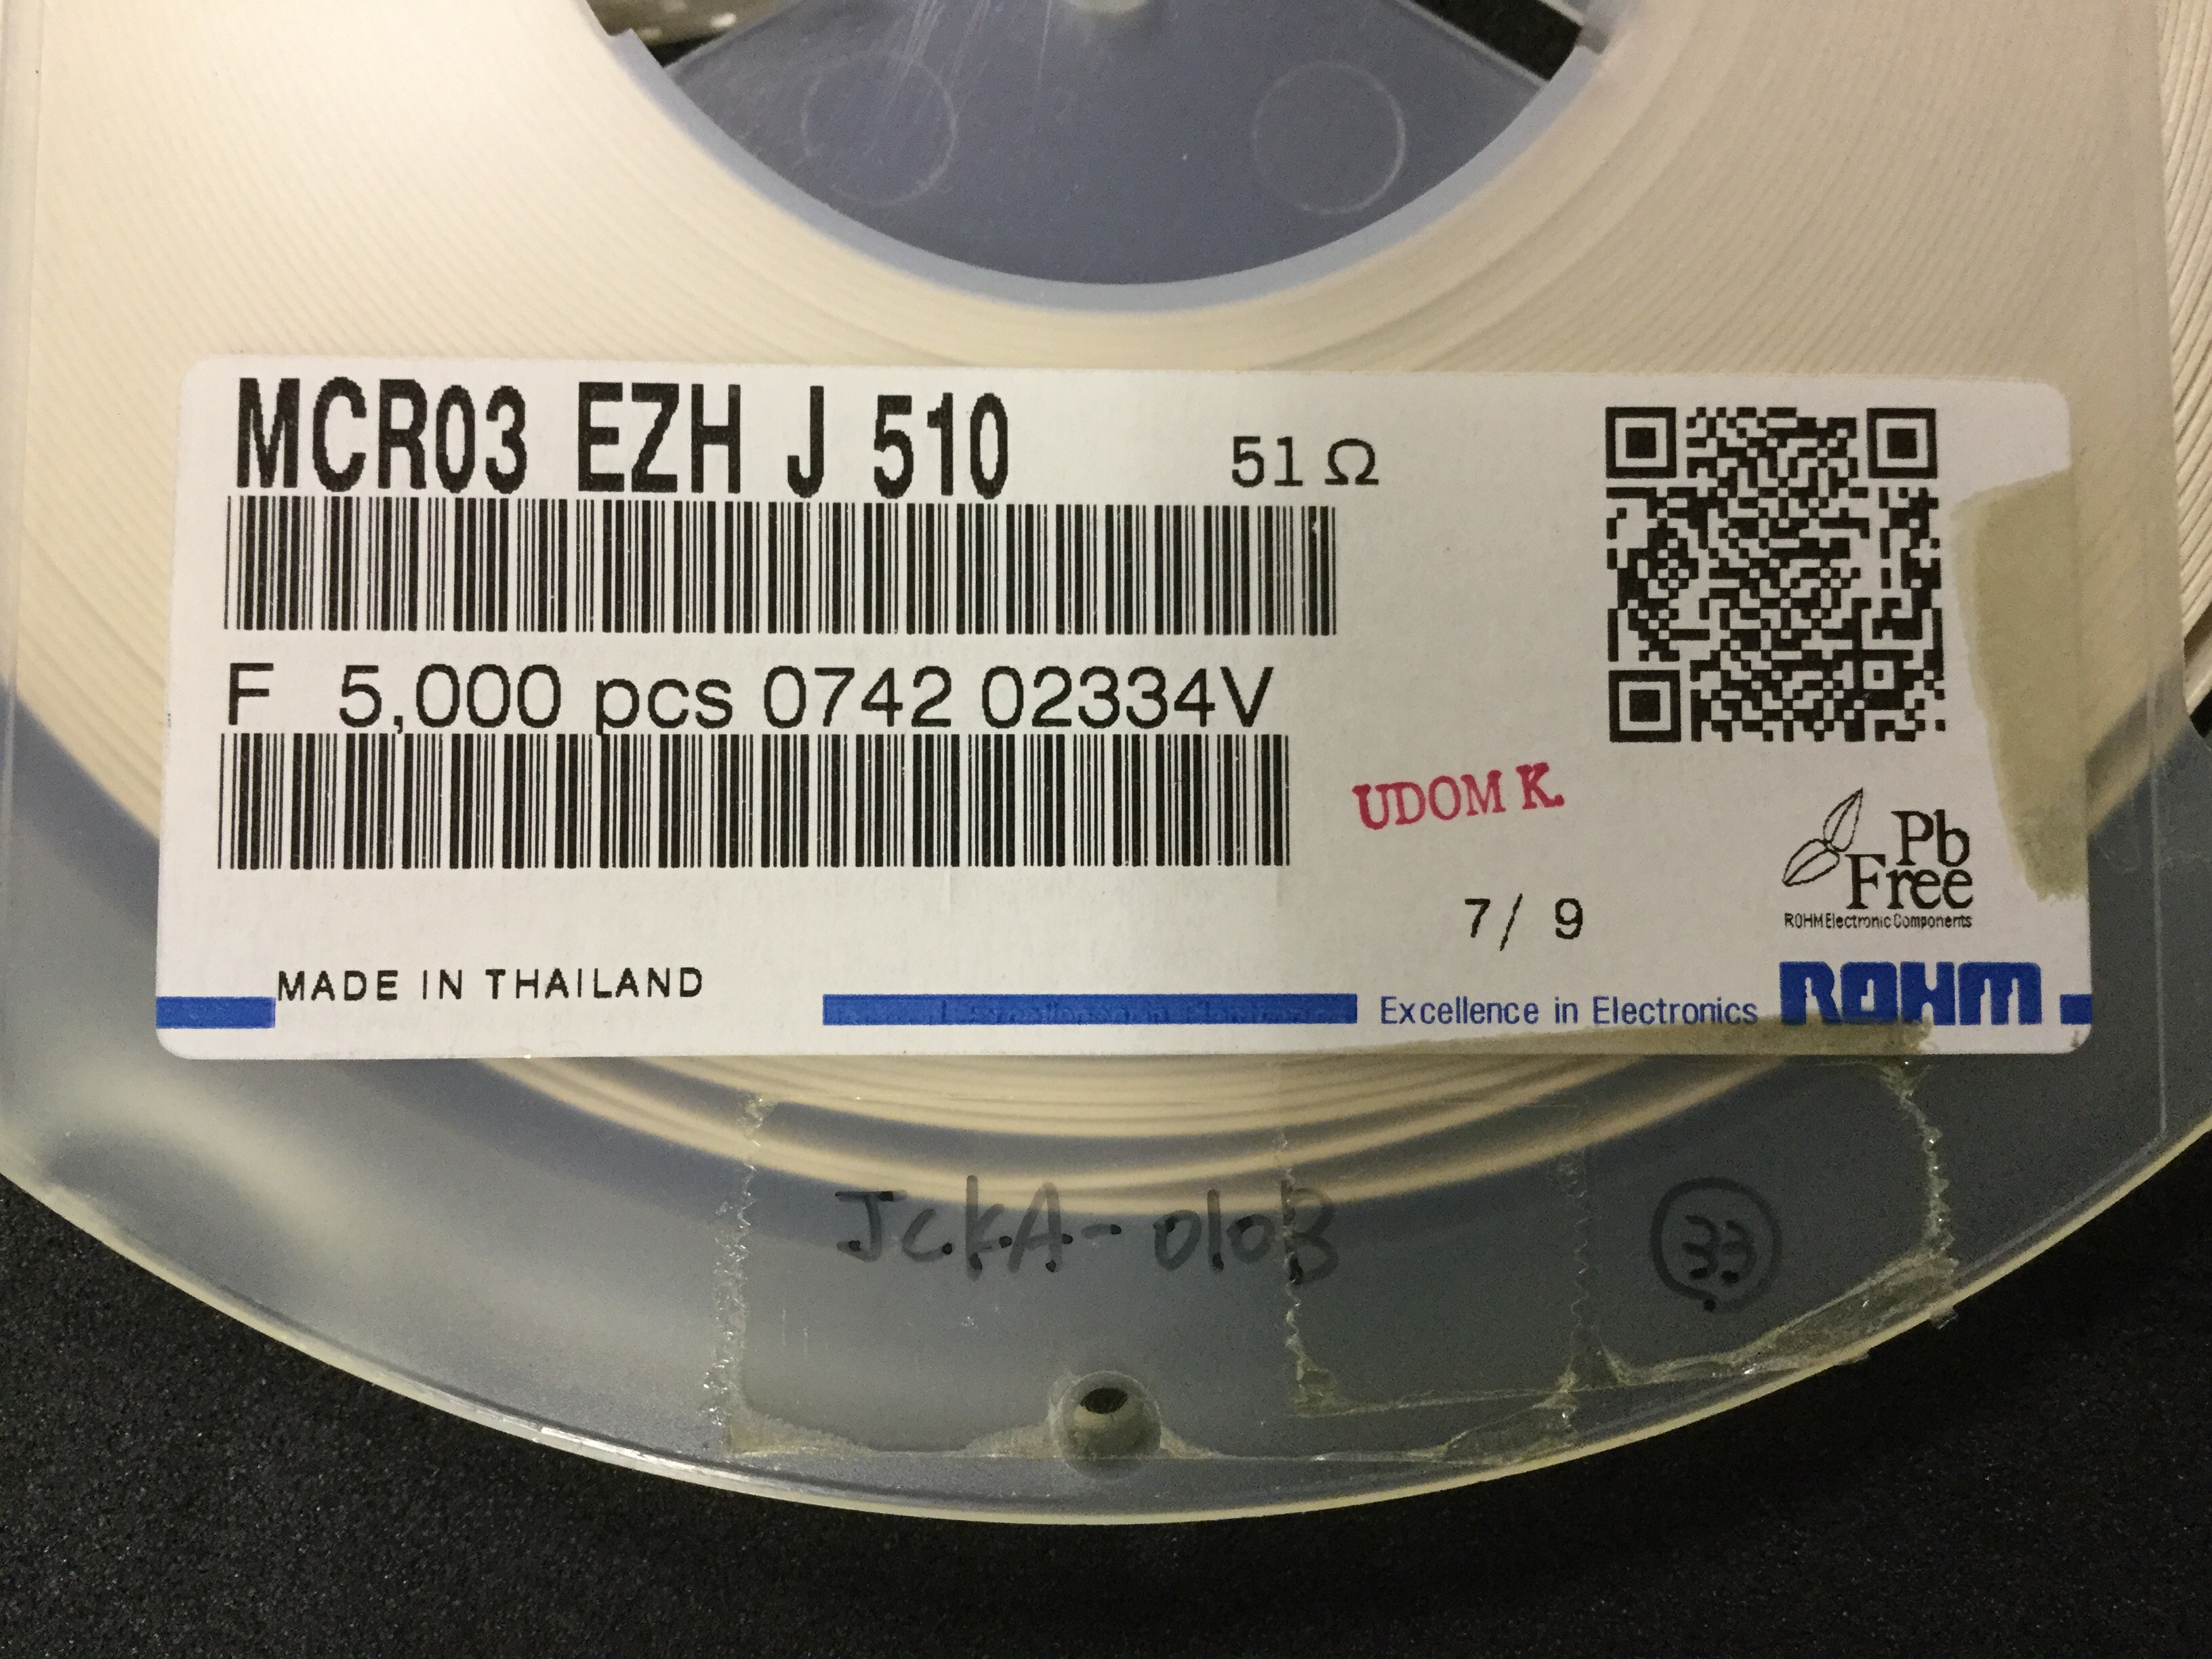 MCR03 EZH J 510 51Ω
F 5,000 pcs 0742 02334V
UDOM K.
Pb
Free
ROHM Electronic Components
7/ 9
MADE IN THAILAND
Excellence in Electronics ROHM
JCKA-010B
33